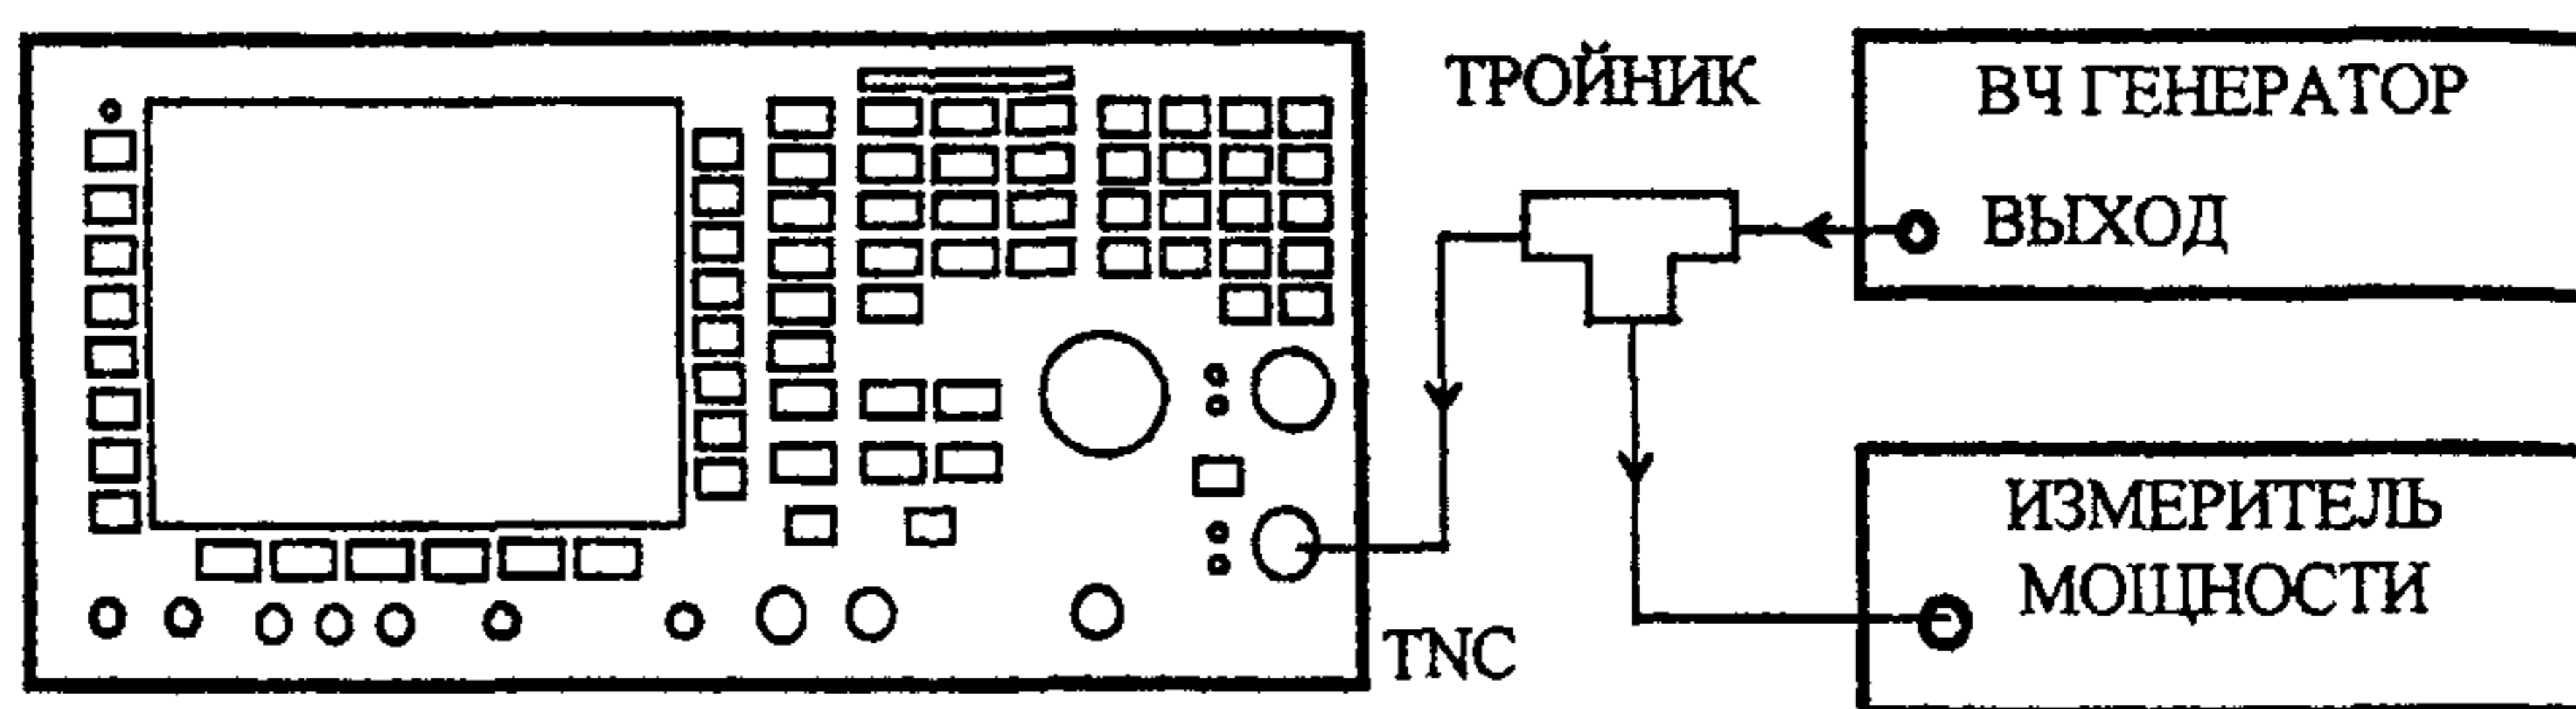 ТРОЙНИК
ВЧ ГЕНЕРАТОР
ВЫХОД
ИЗМЕРИТЕЛЬ
МОЩНОСТИ
TNC